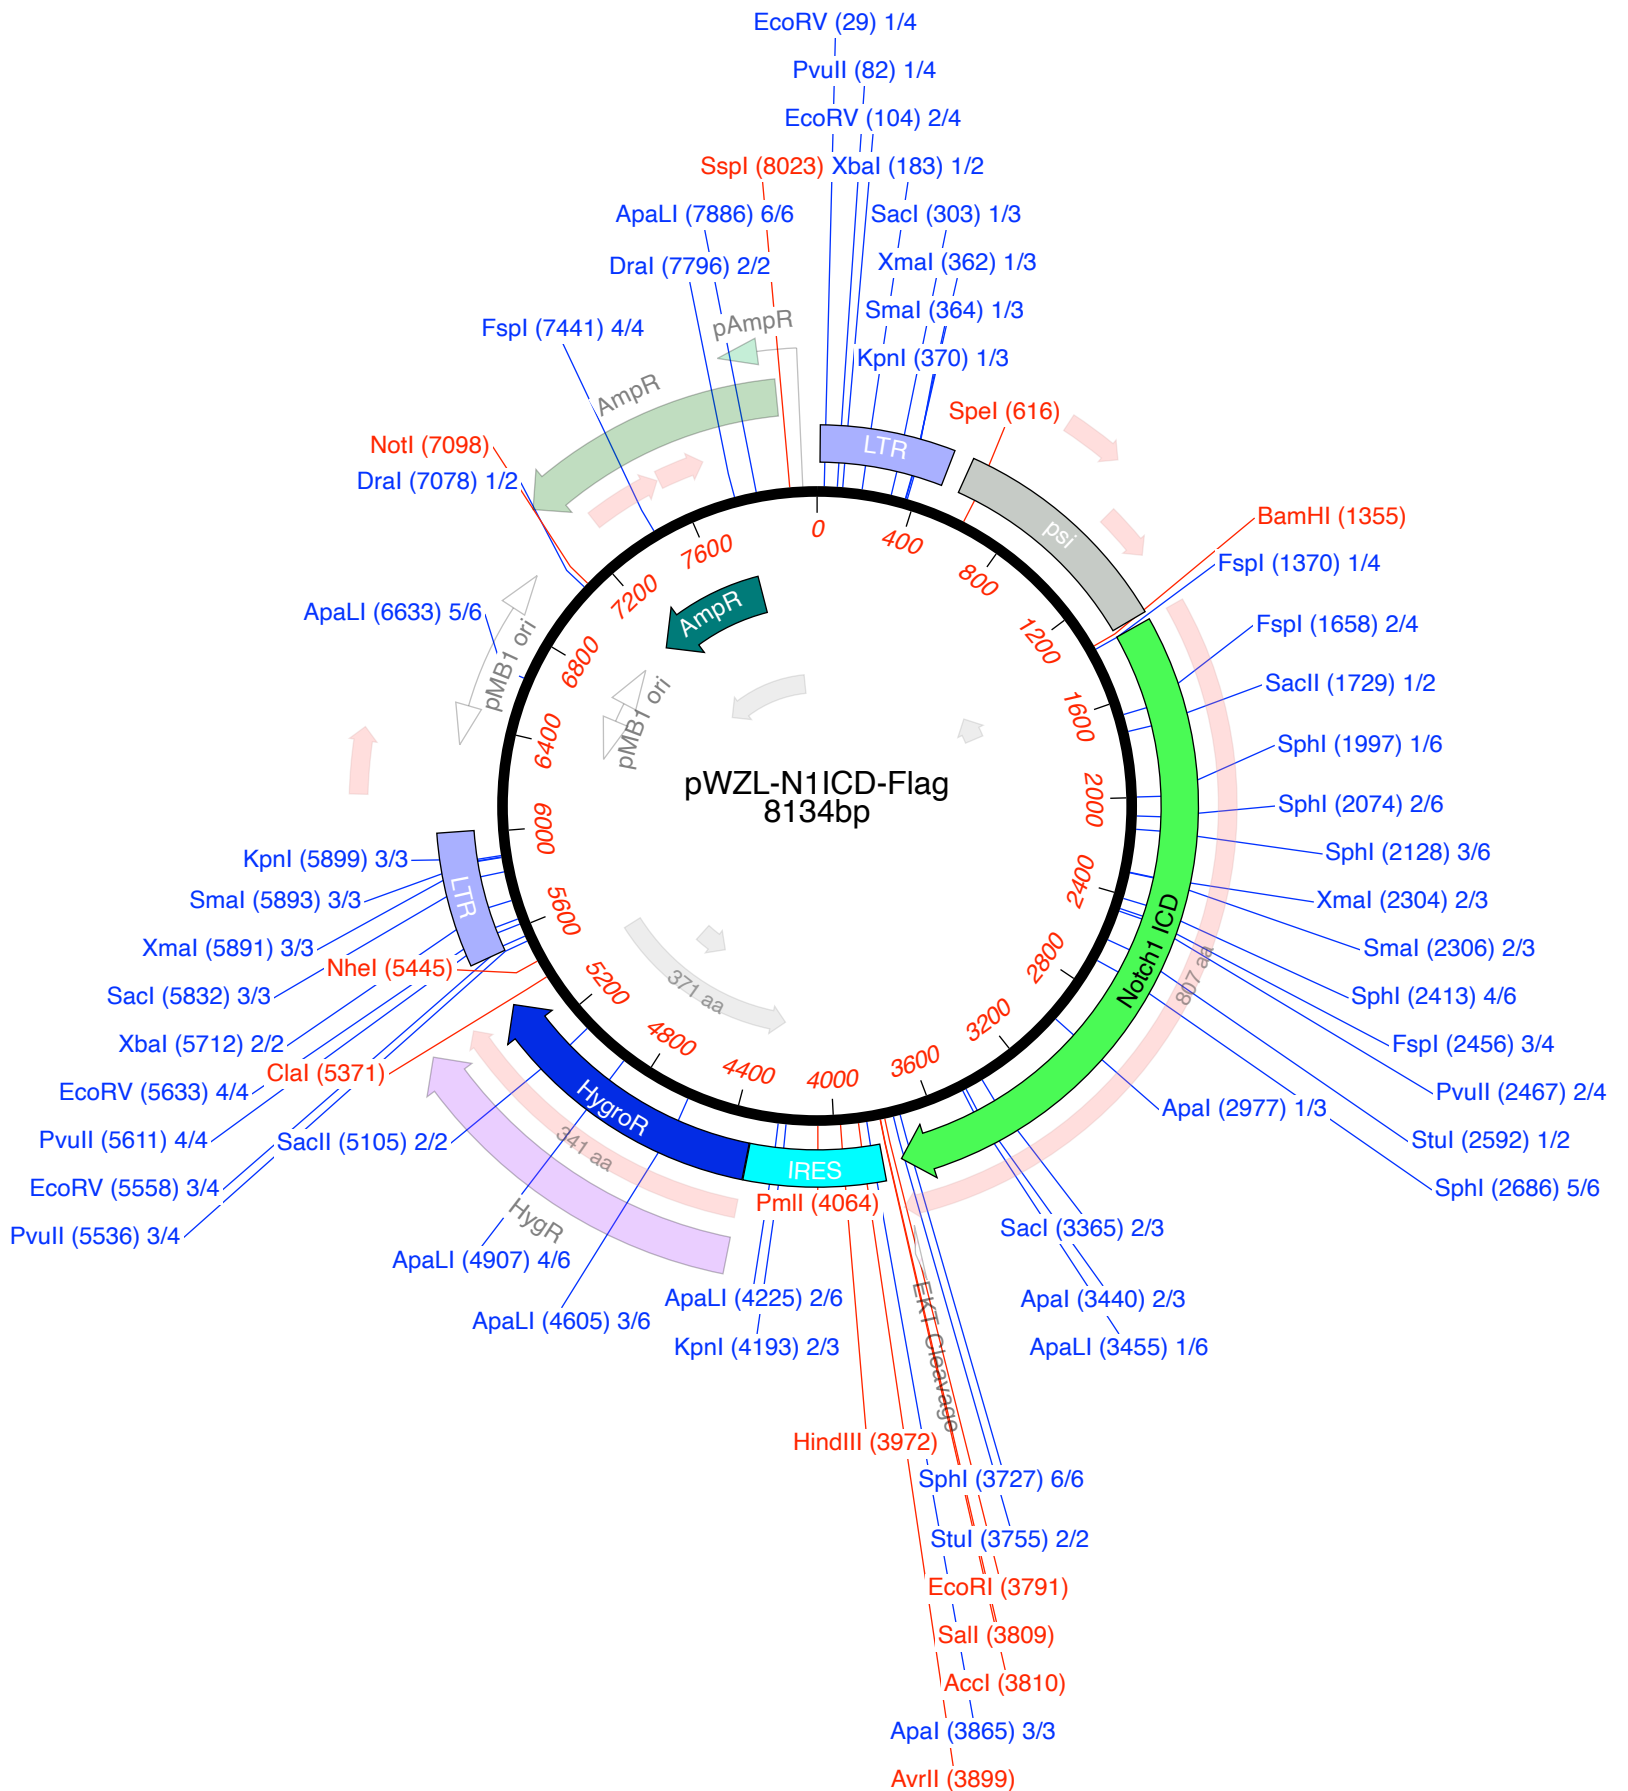 EcoRV (29) 1/4
PvuII (82) 1/4
EcoRV (104) 2/4
SspI (8023)
XbaI (183) 1/2
ApaLI (7886) 6/6
SacI (303) 1/3
DraI (7796) 2/2
XmaI (362) 1/3
SmaI (364) 1/3
pAmpR
FspI (7441) 4/4
KpnI (370) 1/3
AmpR
SpeI (616)
NotI (7098)
LTR
DraI (7078) 1/2
psi
BamHI (1355)
FspI (1370) 1/4
0
400
800
1200
1600
2000
2400
2800
3200
3600
4000
4400
4800
5200
5600
6000
6400
6800
7200
7600
AmpR
ApaLI (6633) 5/6
pMB1 ori
pMB1 ori
FspI (1658) 2/4
SacII (1729) 1/2
SphI (1997) 1/6
pWZL-N1ICD-Flag
8134bp
SphI (2074) 2/6
SphI (2128) 3/6
KpnI (5899) 3/3
SmaI (5893) 3/3
XmaI (2304) 2/3
LTR
XmaI (5891) 3/3
SmaI (2306) 2/3
Notch1 ICD
807 aa
NheI (5445)
SacI (5832) 3/3
SphI (2413) 4/6
371 aa
XbaI (5712) 2/2
FspI (2456) 3/4
ClaI (5371)
EcoRV (5633) 4/4
PvuII (2467) 2/4
HygroR
ApaI (2977) 1/3
PvuII (5611) 4/4
SacII (5105) 2/2
341 aa
StuI (2592) 1/2
IRES
EcoRV (5558) 3/4
SphI (2686) 5/6
PmlI (4064)
HygR
PvuII (5536) 3/4
SacI (3365) 2/3
ApaLI (4907) 4/6
ApaLI (4225) 2/6
ApaI (3440) 2/3
ApaLI (4605) 3/6
KpnI (4193) 2/3
ApaLI (3455) 1/6
EKT Cleavage
HindIII (3972)
SphI (3727) 6/6
StuI (3755) 2/2
EcoRI (3791)
SalI (3809)
AccI (3810)
ApaI (3865) 3/3
AvrII (3899)